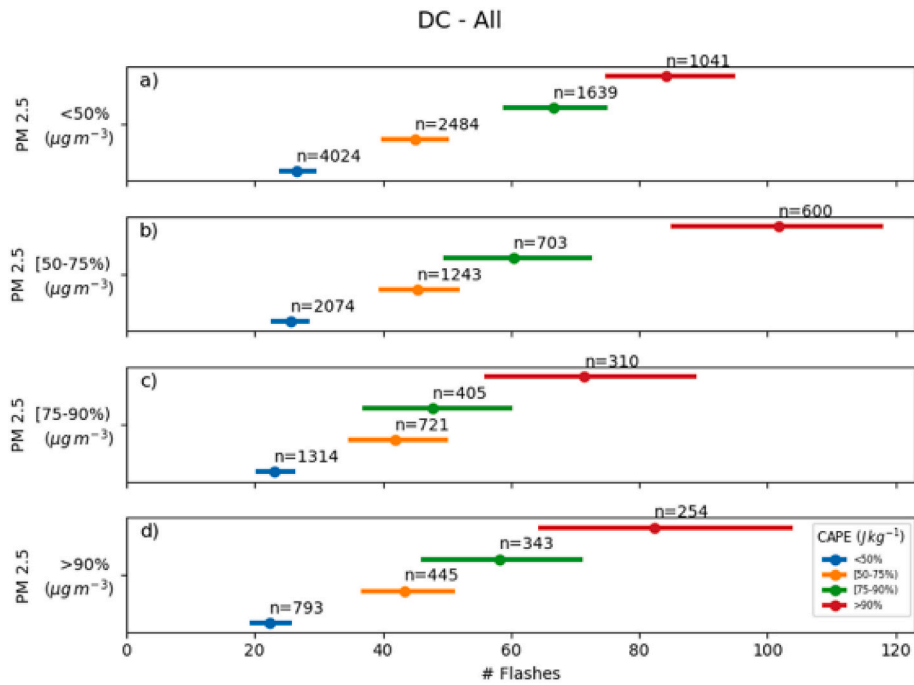 DC - All
a)
PM 2.5
<50%
(μg m⁻³)
n=1041
n=1639
n=2484
n=4024
b)
PM 2.5
[50-75%)
(μg m⁻³)
n=600
n=703
n=1243
n=2074
c)
PM 2.5
[75-90%)
(μg m⁻³)
n=310
n=405
n=721
n=1314
d)
PM 2.5
>90%
(μg m⁻³)
n=254
n=343
n=445
n=793
CAPE (J kg⁻¹)
<50%
[50-75%)
[75-90%)
>90%
0 20 40 60 80 100 120
# Flashes